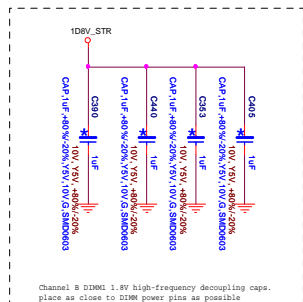 1D8V_STR
C390
CAP,1uF,+80%/-20%,Y5V,10V,G,SMD0603
10V, Y5V, +80%/-20%
1uF
C440
CAP,1uF,+80%/-20%,Y5V,10V,G,SMD0603
10V, Y5V, +80%/-20%
1uF
C353
CAP,1uF,+80%/-20%,Y5V,10V,G,SMD0603
10V, Y5V, +80%/-20%
1uF
C405
CAP,1uF,+80%/-20%,Y5V,10V,G,SMD0603
10V, Y5V, +80%/-20%
1uF
Channel B DIMM1 1.8V high-frequency decoupling caps.
place as close to DIMM power pins as possible